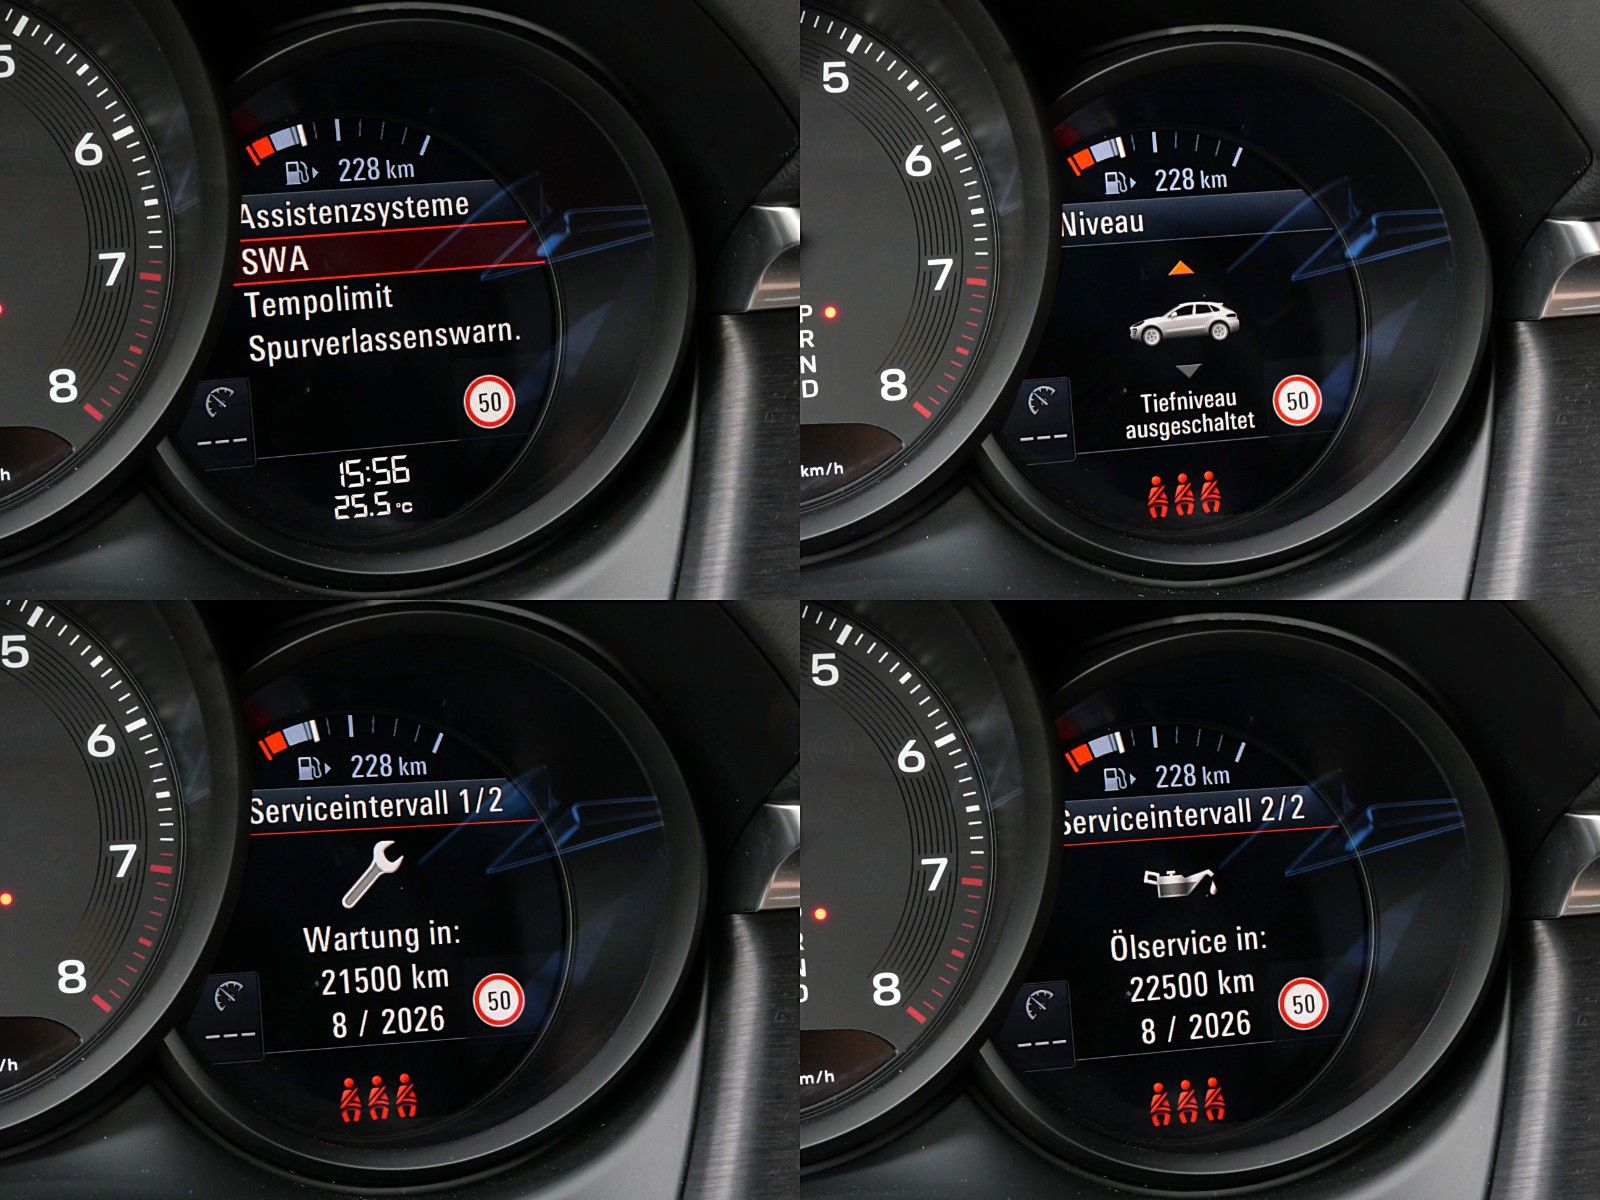 5
6
7
8
h
228 km
Assistenzsysteme
SWA
Tempolimit
Spurverlassenswarn.
50
---
15:56
25.5 °C
5
6
7
8
P
R
N
D
km/h
228 km
Niveau
Tiefniveau
ausgeschaltet
50
---
5
6
7
8
/h
228 km
Serviceintervall 1/2
Wartung in:
21500 km
8 / 2026
50
---
5
6
7
8
R
N
D
m/h
228 km
Serviceintervall 2/2
Ölservice in:
22500 km
8 / 2026
50
---